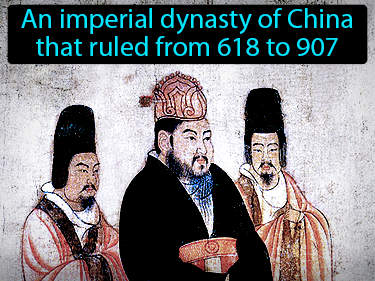 An imperial dynasty of China
that ruled from 618 to 907